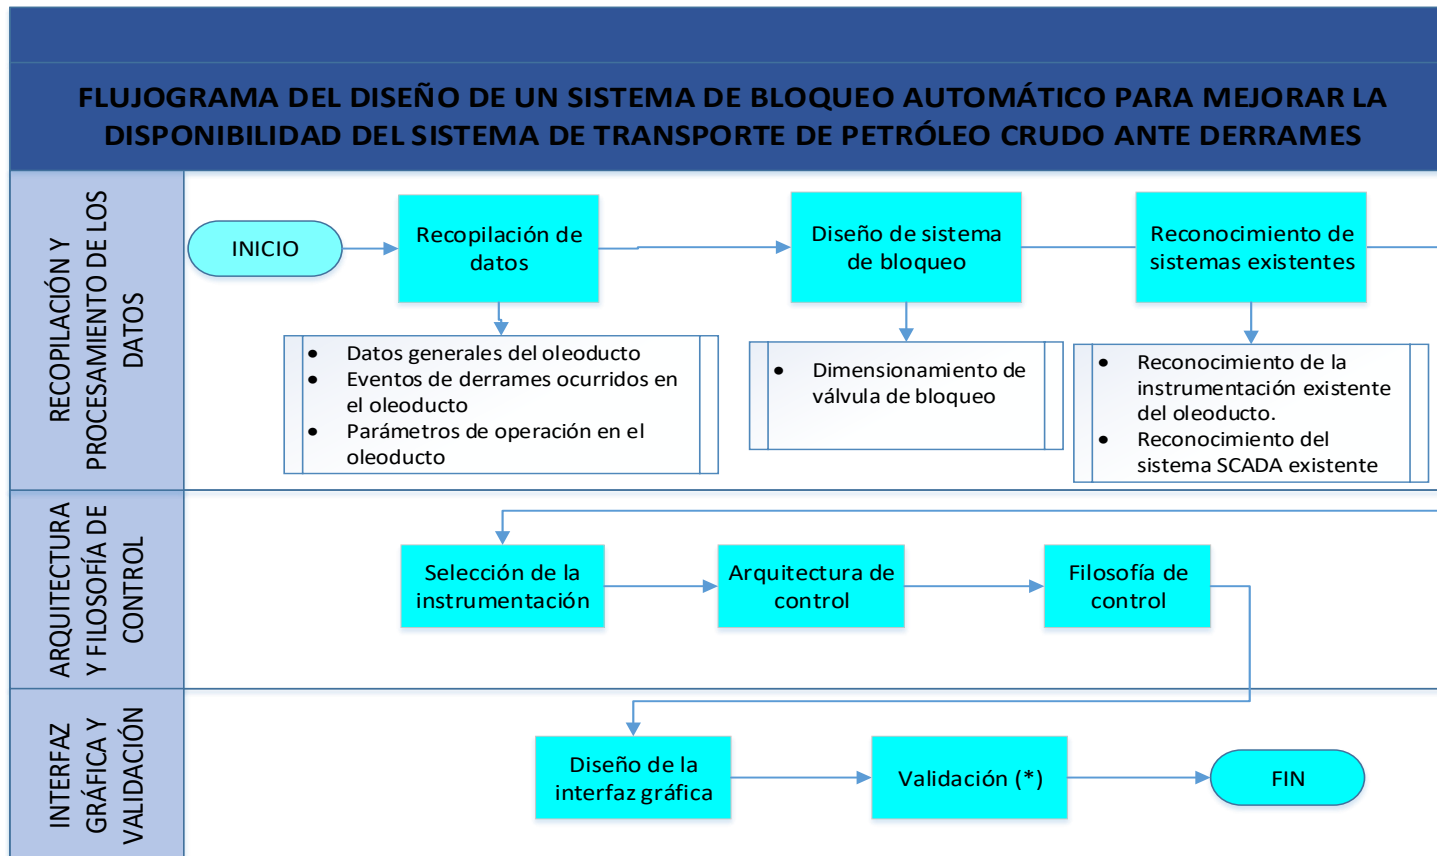 FLUJOGRAMA DEL DISEÑO DE UN SISTEMA DE BLOQUEO AUTOMÁTICO PARA MEJORAR LA
DISPONIBILIDAD DEL SISTEMA DE TRANSPORTE DE PETRÓLEO CRUDO ANTE DERRAMES
RECOPILACIÓN Y
PROCESAMIENTO DE LOS
DATOS
INICIO
Recopilación de
datos
Diseño de sistema
de bloqueo
Reconocimiento de
sistemas existentes
• Datos generales del oleoducto
• Eventos de derrames ocurridos en
el oleoducto
• Parámetros de operación en el
oleoducto
• Dimensionamiento de
válvula de bloqueo
• Reconocimiento de la
instrumentación existente
del oleoducto.
• Reconocimiento del
sistema SCADA existente
ARQUITECTURA
Y FILOSOFÍA DE
CONTROL
Selección de la
instrumentación
Arquitectura de
control
Filosofía de
control
INTERFAZ
GRÁFICA Y
VALIDACIÓN
Diseño de la
interfaz gráfica
Validación (*)
FIN